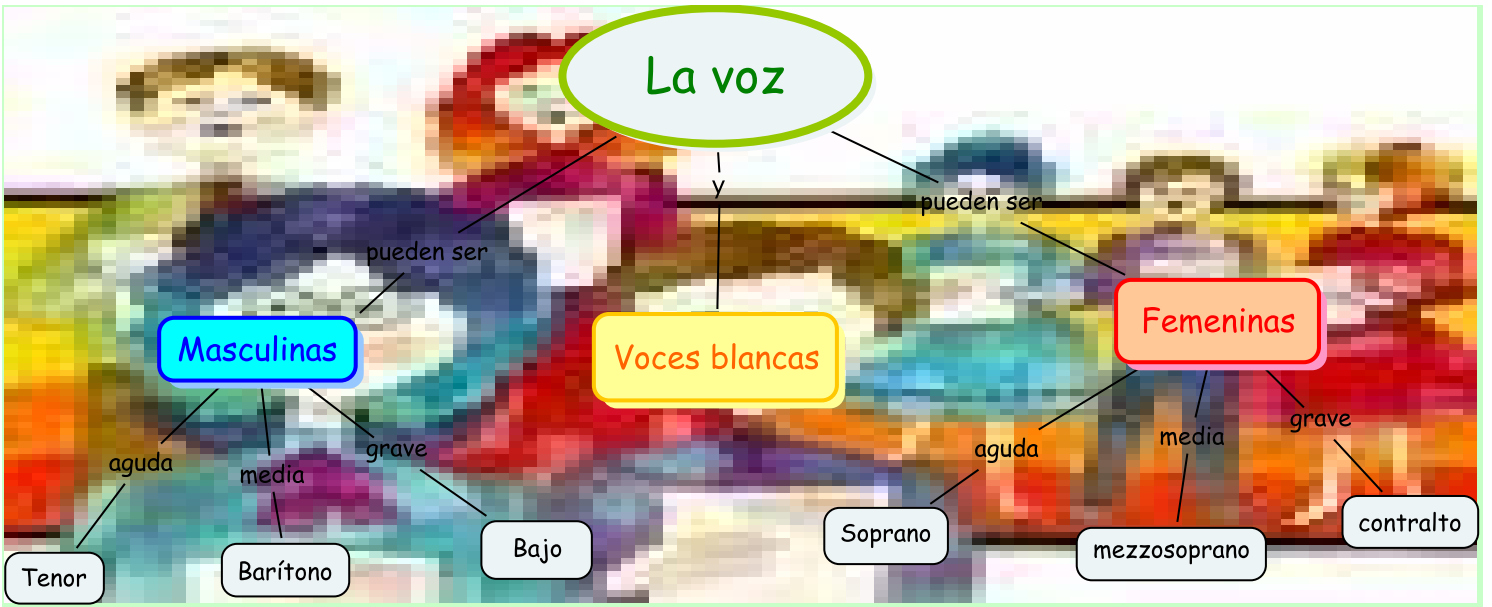 La voz
pueden ser
y
pueden ser
Masculinas
Voces blancas
Femeninas
aguda
media
grave
aguda
media
grave
Tenor
Barítono
Bajo
Soprano
mezzosoprano
contralto